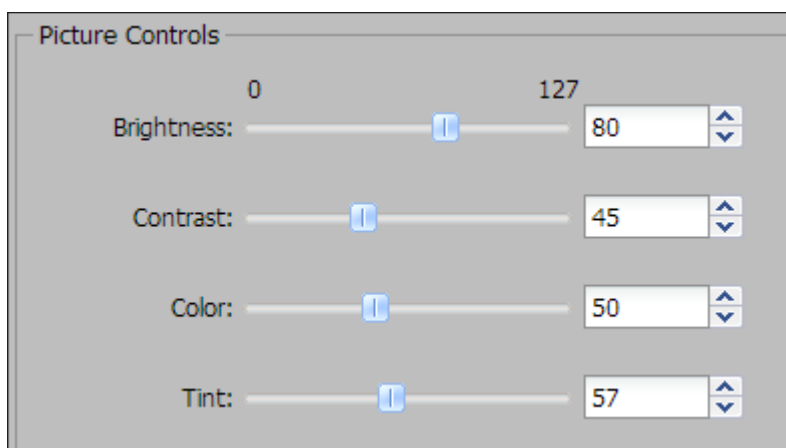 Picture Controls
0 127
Brightness: 80
Contrast: 45
Color: 50
Tint: 57